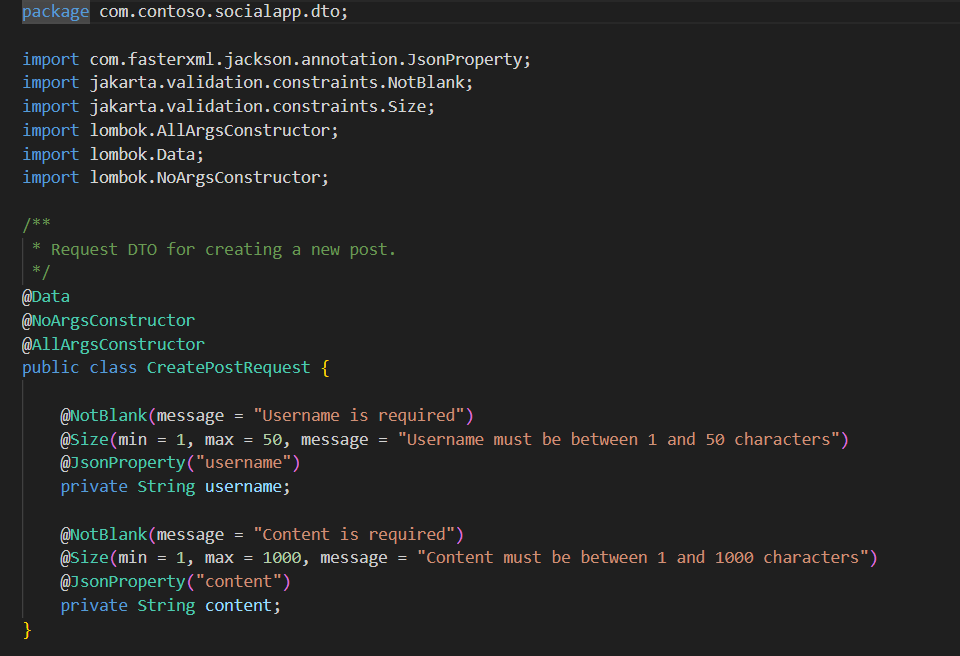 package com.contoso.socialapp.dto;
import com.fasterxml.jackson.annotation.JsonProperty;
import jakarta.validation.constraints.NotBlank;
import jakarta.validation.constraints.Size;
import lombok.AllArgsConstructor;
import lombok.Data;
import lombok.NoArgsConstructor;
/**
 * Request DTO for creating a new post.
 */
@Data
@NoArgsConstructor
@AllArgsConstructor
public class CreatePostRequest {
    @NotBlank(message = "Username is required")
    @Size(min = 1, max = 50, message = "Username must be between 1 and 50 characters")
    @JsonProperty("username")
    private String username;
    @NotBlank(message = "Content is required")
    @Size(min = 1, max = 1000, message = "Content must be between 1 and 1000 characters")
    @JsonProperty("content")
    private String content;
}